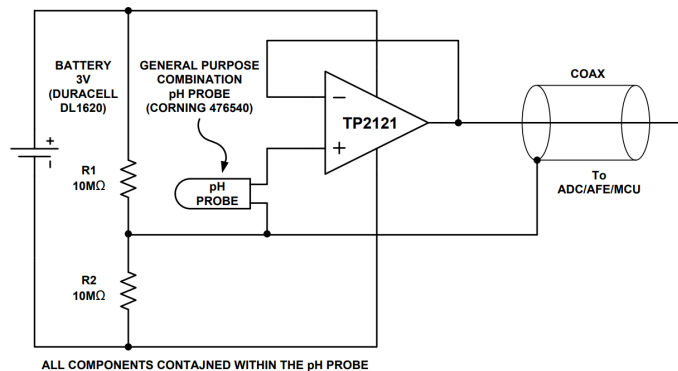 BATTERY
3V
(DURACELL
DL1620)
GENERAL PURPOSE
COMBINATION
pH PROBE
(CORNING 476540)
COAX
−
TP2121
+
+
−
R1
10MΩ
pH
PROBE
To
ADC/AFE/MCU
R2
10MΩ
ALL COMPONENTS CONTAJNED WITHIN THE pH PROBE